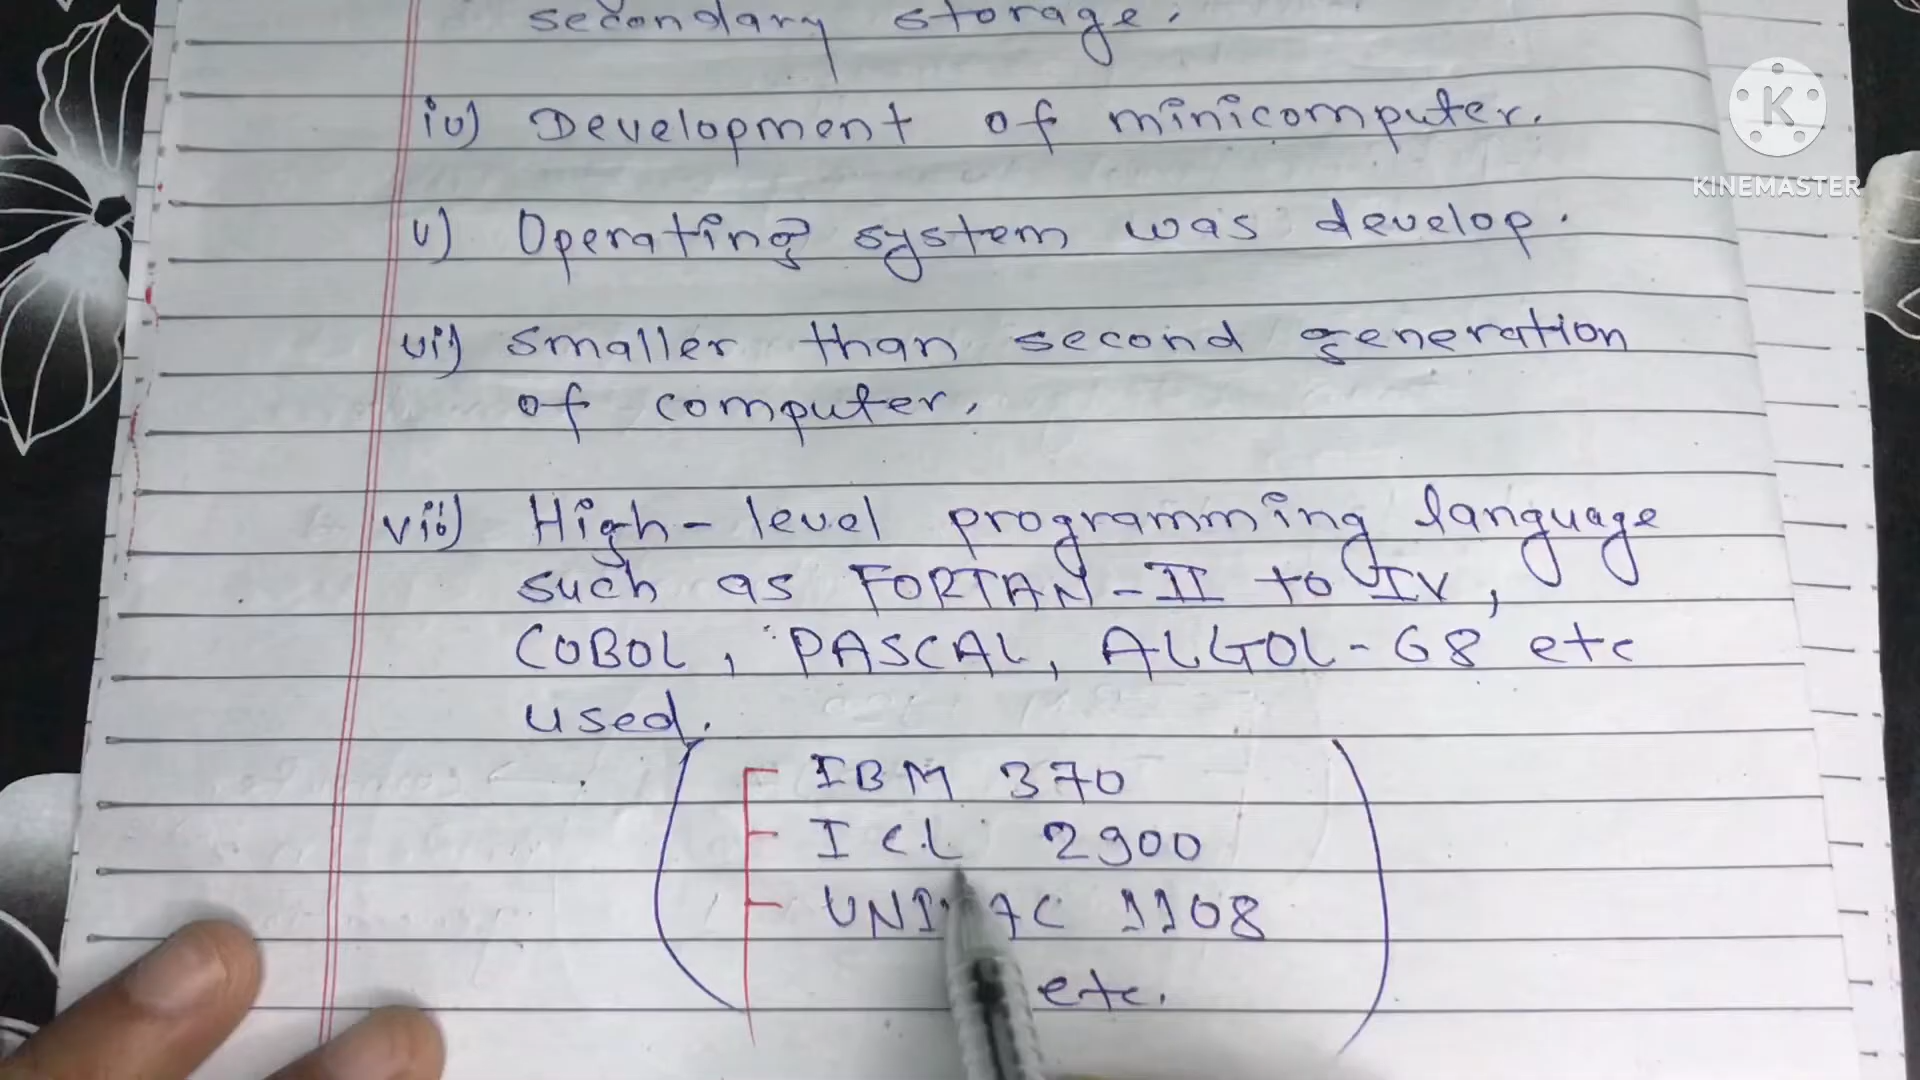 secondary storage.
iv) Development of minicomputer.
v) Operating system was develop.
vi) smaller than second generation
of computer.
vii) High-level programming language
such as FORTAN-II to IV,
COBOL, PASCAL, ALGOL-68 etc
used.
IBM 370
ICL 2900
UNIVAC 1108
etc.
K
KINEMASTER